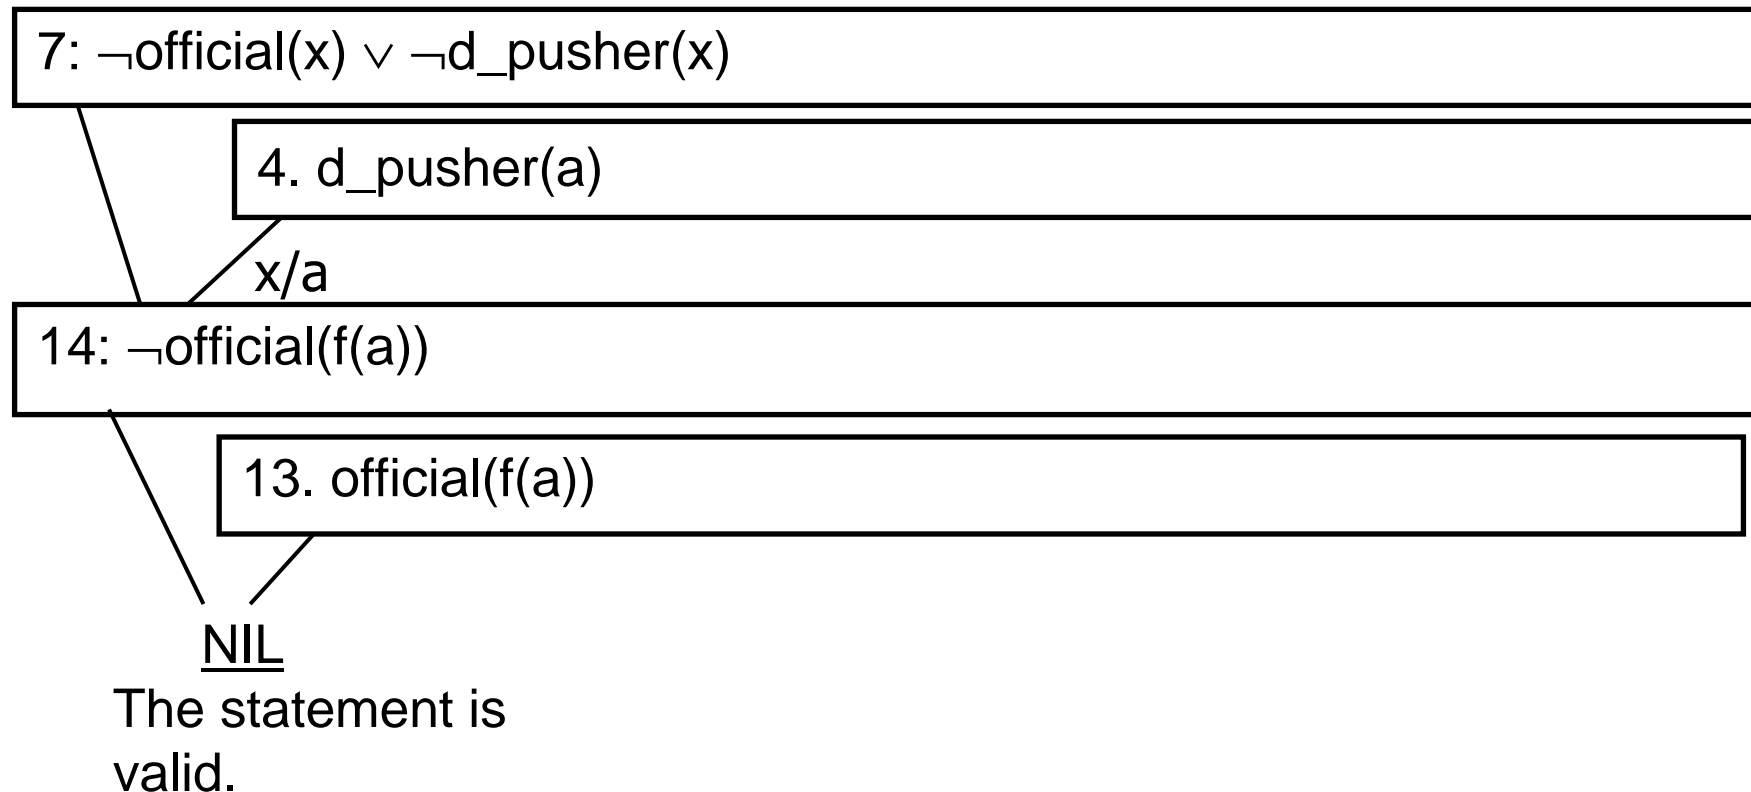 7: ¬official(x) ∨ ¬d_pusher(x)
4. d_pusher(a)
x/a
14: ¬official(f(a))
13. official(f(a))
NIL
The statement is
valid.